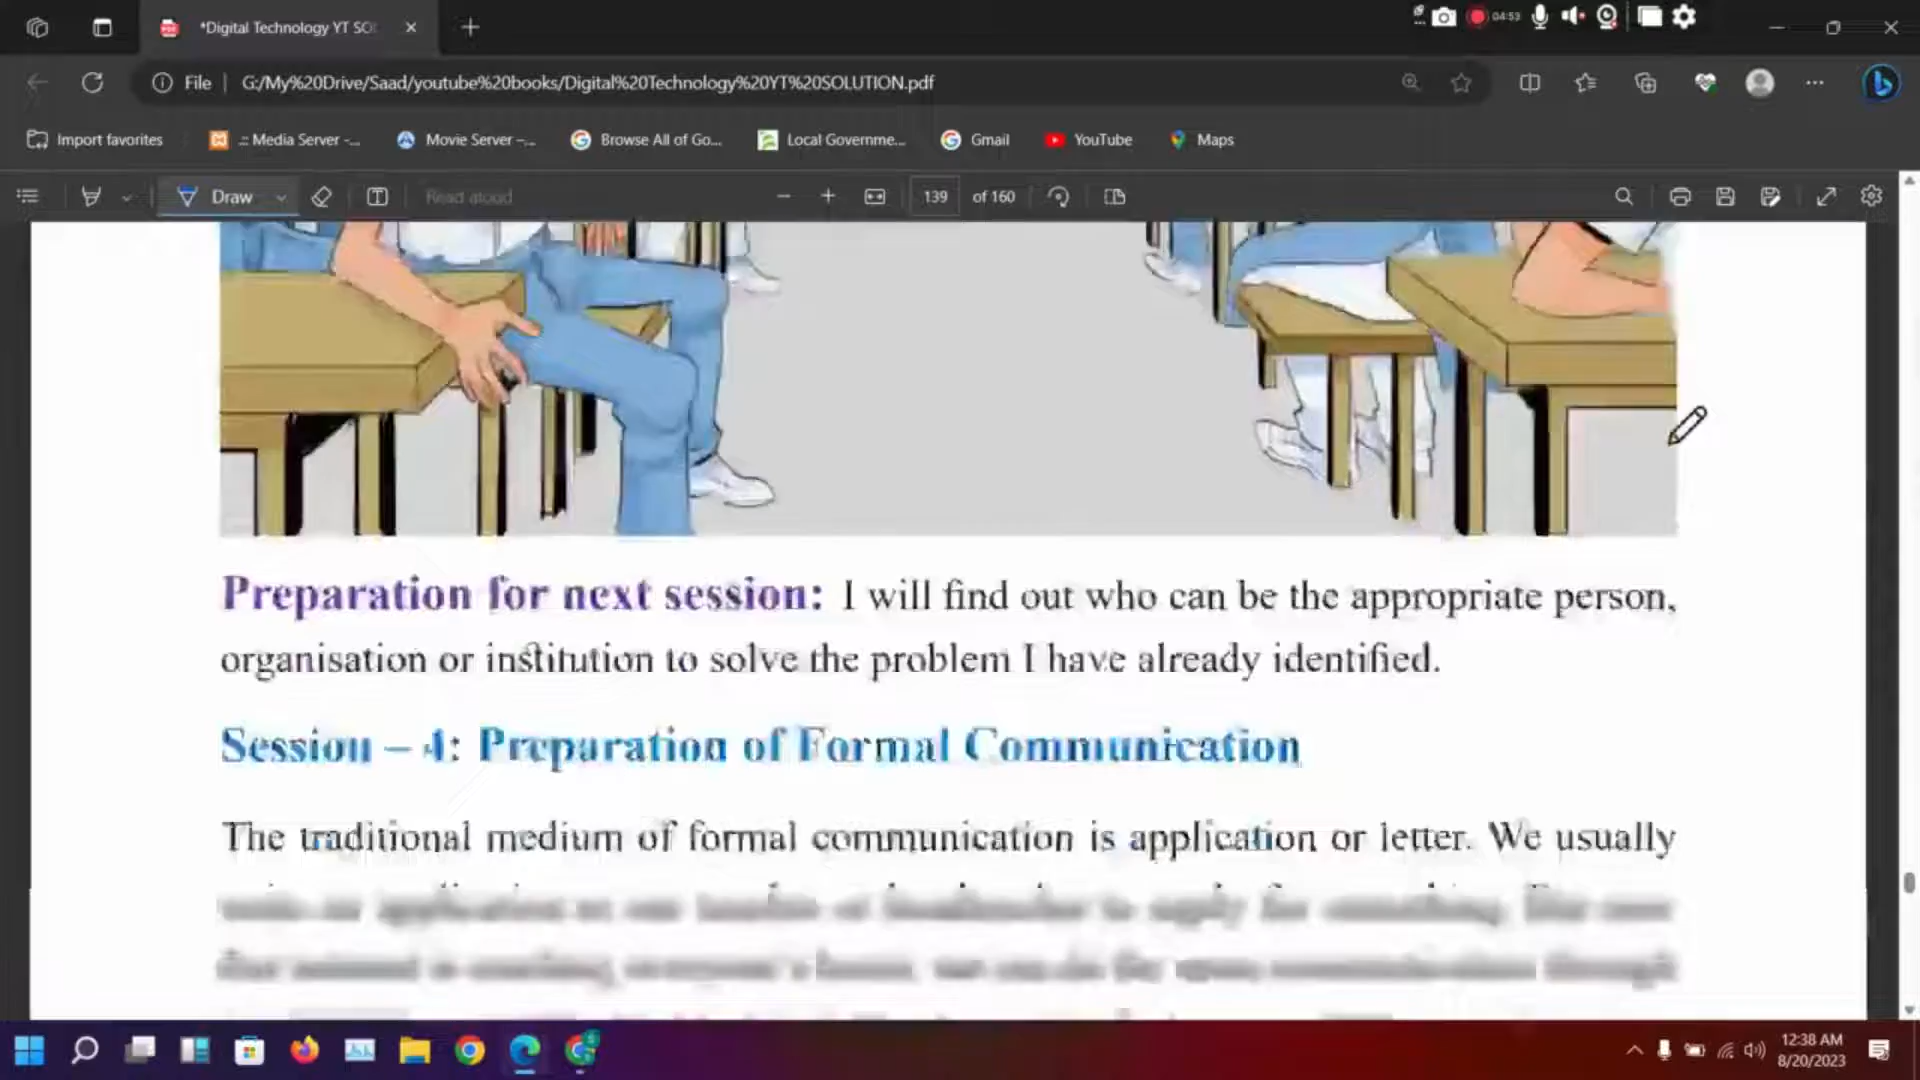 *Digital Technology YT SO
04:53
File
G:/My%20Drive/Saad/youtube%20books/Digital%20Technology%20YT%20SOLUTION.pdf
Import favorites
.:: Media Server -...
Movie Server –...
Browse All of Go...
Local Governme...
Gmail
YouTube
Maps
Draw
Read aloud
139 of 160
Preparation for next session: I will find out who can be the appropriate person,
organisation or institution to solve the problem I have already identified.
Session – 4: Preparation of Formal Communication
The traditional medium of formal communication is application or letter. We usually
12:38 AM
8/20/2023